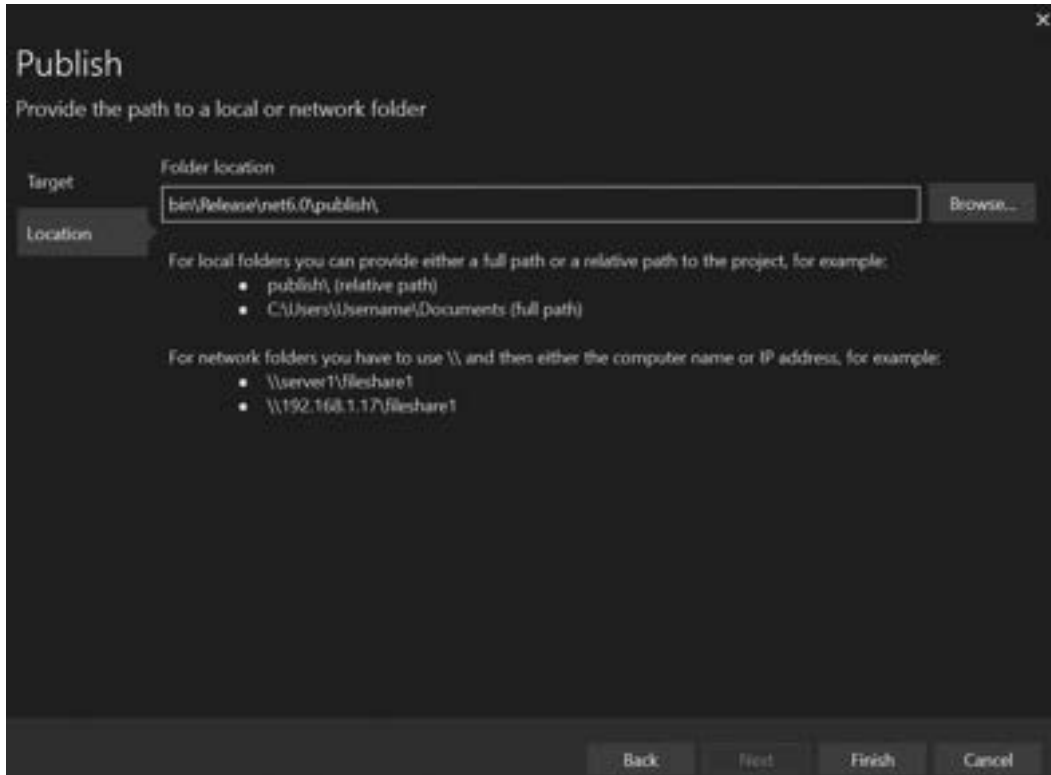 Publish
Provide the path to a local or network folder
Target
Location
Folder location
bin\Release\net6.0\publish\
Browse...
For local folders you can provide either a full path or a relative path to the project, for example:
• publish\ (relative path)
• C:\Users\Username\Documents (full path)
For network folders you have to use \\ and then either the computer name or IP address, for example:
• \\server1\fileshare1
• \\192.168.1.17\fileshare1
Back
Next
Finish
Cancel